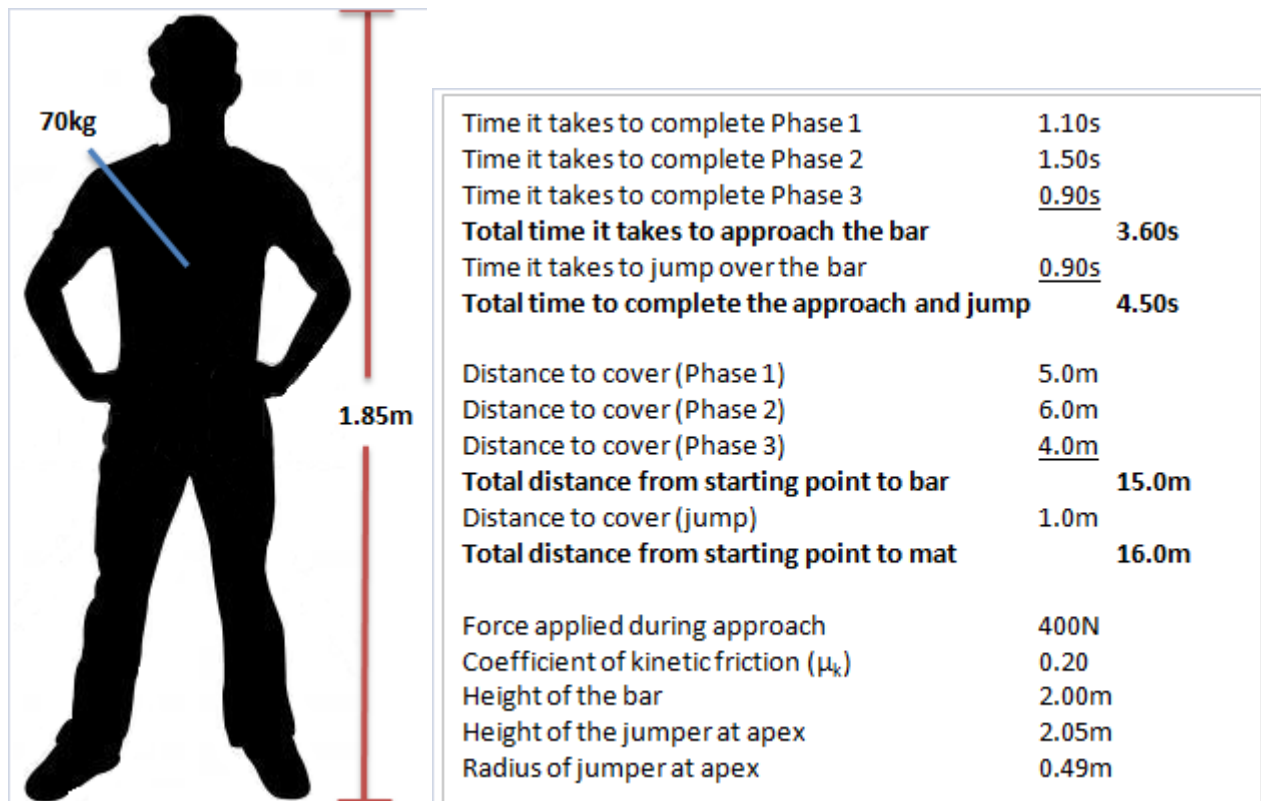 70kg
1.85m
Time it takes to complete Phase 1 1.10s
Time it takes to complete Phase 2 1.50s
Time it takes to complete Phase 3 0.90s
Total time it takes to approach the bar 3.60s
Time it takes to jump over the bar 0.90s
Total time to complete the approach and jump 4.50s
Distance to cover (Phase 1) 5.0m
Distance to cover (Phase 2) 6.0m
Distance to cover (Phase 3) 4.0m
Total distance from starting point to bar 15.0m
Distance to cover (jump) 1.0m
Total distance from starting point to mat 16.0m
Force applied during approach 400N
Coefficient of kinetic friction (μₖ) 0.20
Height of the bar 2.00m
Height of the jumper at apex 2.05m
Radius of jumper at apex 0.49m